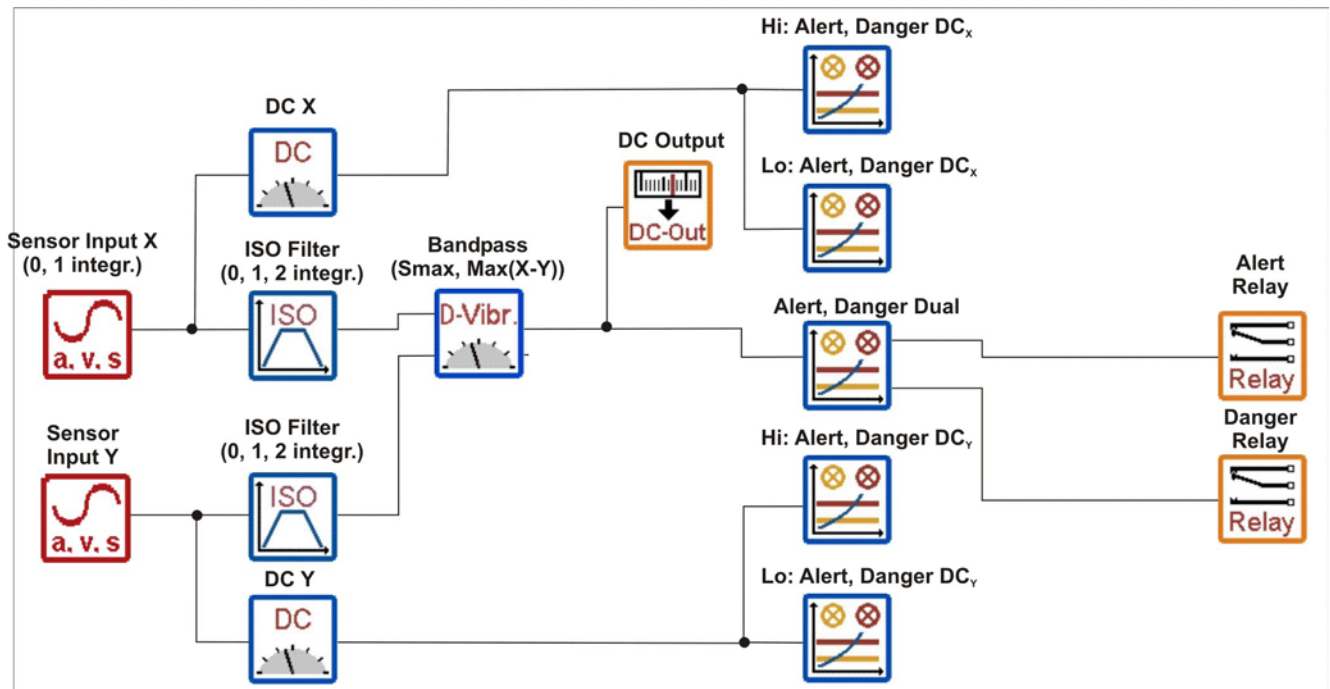 Hi: Alert, Danger DCx
DC X
DC
DC Output
DC-Out
Lo: Alert, Danger DCx
Sensor Input X
(0, 1 integr.)
a, v, s
ISO Filter
(0, 1, 2 integr.)
ISO
Bandpass
(Smax, Max(X-Y))
D-Vibr.
Alert, Danger Dual
Alert
Relay
Relay
Sensor
Input Y
a, v, s
ISO Filter
(0, 1, 2 integr.)
ISO
Hi: Alert, Danger DCY
Danger
Relay
Relay
DC Y
DC
Lo: Alert, Danger DCY